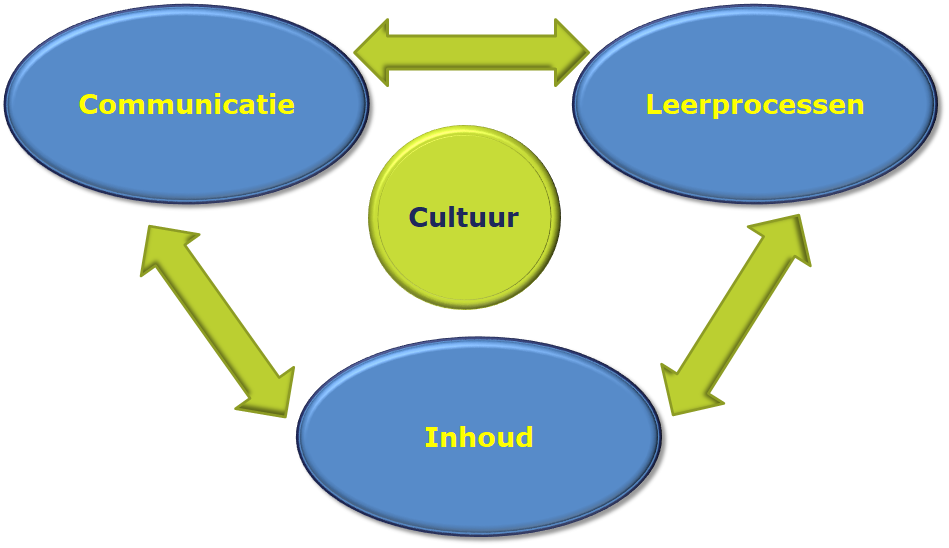 Communicatie
Leerprocessen
Cultuur
Inhoud